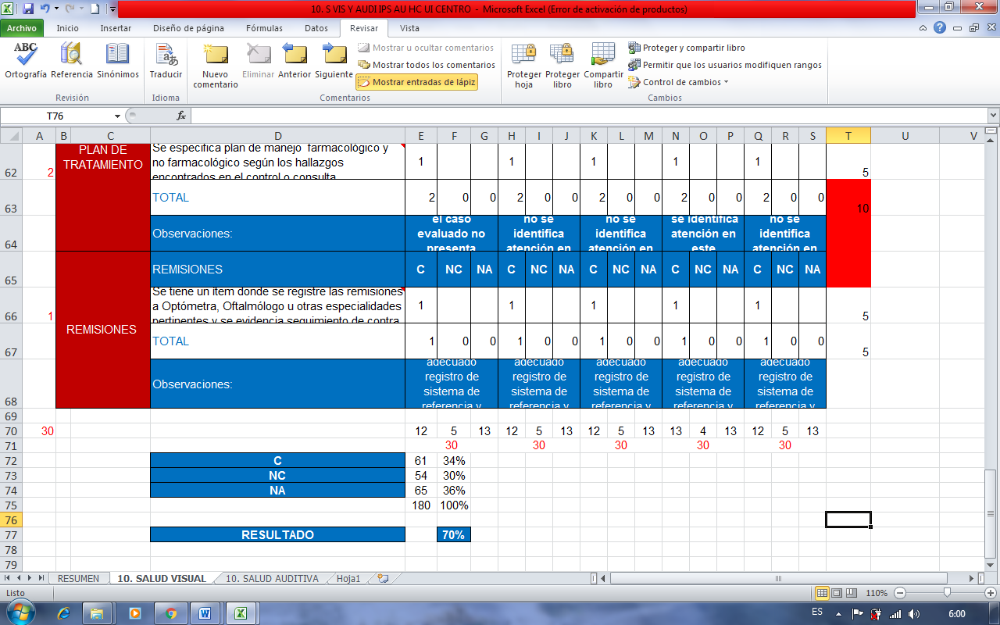 10. S VIS Y AUDI IPS AU HC UI CENTRO - Microsoft Excel (Error de activación de productos)
Archivo Inicio Insertar Diseño de página Fórmulas Datos Revisar Vista
ABC
Ortografía Referencia Sinónimos
Revisión
Traducir
Idioma
Nuevo comentario Eliminar Anterior Siguiente
Mostrar u ocultar comentarios
Mostrar todos los comentarios
Mostrar entradas de lápiz
Comentarios
Proteger hoja Proteger libro Compartir libro
Proteger y compartir libro
Permitir que los usuarios modifiquen rangos
Control de cambios
Cambios
T76 fx
A B C D E F G H I J K L M N O P Q R S T U V
PLAN DE TRATAMIENTO
Se especifica plan de manejo farmacológico y
no farmacológico según los hallazgos
encontrados en el control o consulta
62 2 1 1 1 1 1 5
63 TOTAL 2 0 0 2 0 0 2 0 0 2 0 0 2 0 0 10
64 Observaciones:
el caso evaluado no presenta
no se identifica atención en
no se identifica atención en
se identifica atención en este
no se identifica atención en
65 REMISIONES C NC NA C NC NA C NC NA C NC NA C NC NA
REMISIONES
Se tiene un item donde se registre las remisiones
a Optómetra, Oftalmólogo u otras especialidades
pertinentes y se evidencia seguimiento de contra
66 1 1 1 1 1 1 5
67 TOTAL 1 0 0 1 0 0 1 0 0 1 0 0 1 0 0 5
68 Observaciones:
adecuado registro de sistema de referencia y
adecuado registro de sistema de referencia y
adecuado registro de sistema de referencia y
adecuado registro de sistema de referencia y
adecuado registro de sistema de referencia y
69
70 30 12 5 13 12 5 13 12 5 13 13 4 13 12 5 13
71 30 30 30 30 30
72 C 61 34%
73 NC 54 30%
74 NA 65 36%
75 180 100%
76
77 RESULTADO 70%
78
79
RESUMEN 10. SALUD VISUAL 10. SALUD AUDITIVA Hoja1
Listo 110%
ES 6:00